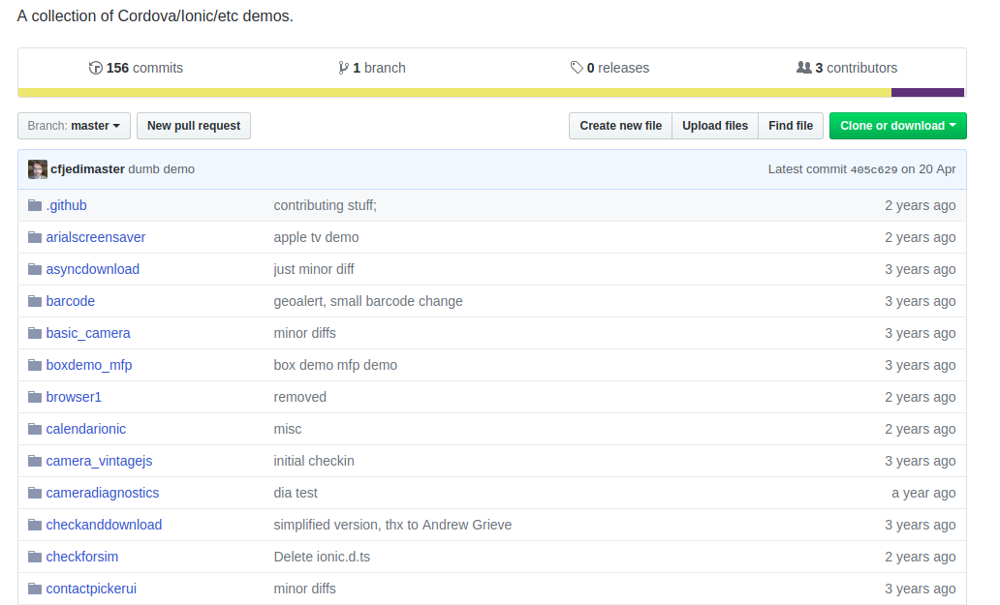 A collection of Cordova/Ionic/etc demos.
156 commits 1 branch 0 releases 3 contributors
Branch: master New pull request Create new file Upload files Find file Clone or download
cfjedimaster dumb demo Latest commit 405c629 on 20 Apr
.github contributing stuff; 2 years ago
arialscreensaver apple tv demo 2 years ago
asyncdownload just minor diff 3 years ago
barcode geoalert, small barcode change 3 years ago
basic_camera minor diffs 3 years ago
boxdemo_mfp box demo mfp demo 3 years ago
browser1 removed 2 years ago
calendarionic misc 2 years ago
camera_vintagejs initial checkin 3 years ago
cameradiagnostics dia test a year ago
checkanddownload simplified version, thx to Andrew Grieve 3 years ago
checkforsim Delete ionic.d.ts 2 years ago
contactpickerui minor diffs 3 years ago